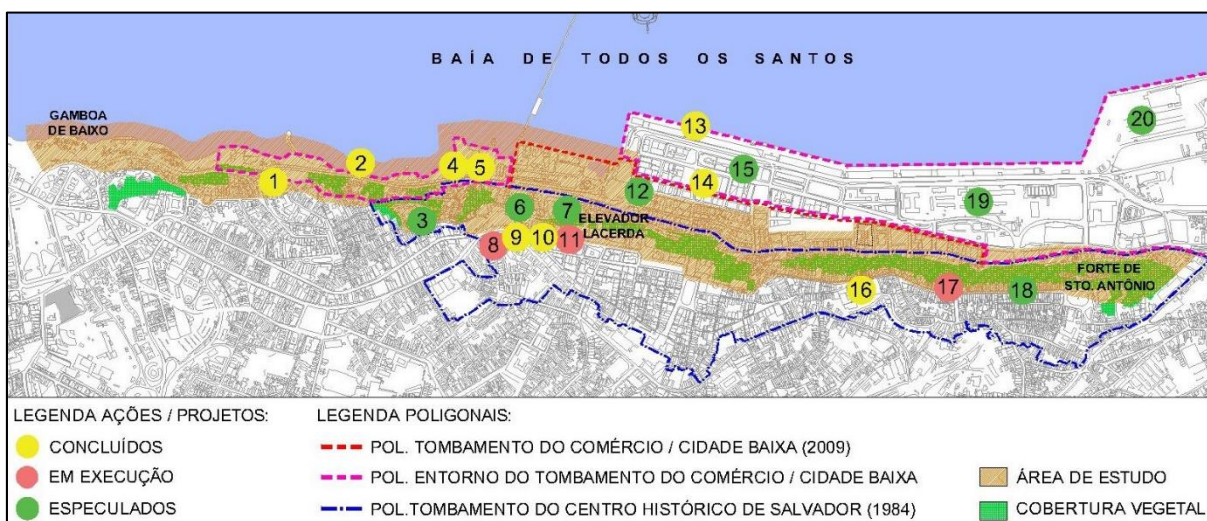 BAÍA DE TODOS OS SANTOS
GAMBOA
DE BAIXO
1
2
3
4
5
6
7
8
9
10
11
ELEVADOR
LACERDA
12
13
14
15
16
17
18
19
20
FORTE DE
STO. ANTÔNIO
LEGENDA AÇÕES / PROJETOS:
CONCLUÍDOS
EM EXECUÇÃO
ESPECULADOS
LEGENDA POLIGONAIS:
POL. TOMBAMENTO DO COMÉRCIO / CIDADE BAIXA (2009)
POL. ENTORNO DO TOMBAMENTO DO COMÉRCIO / CIDADE BAIXA
POL.TOMBAMENTO DO CENTRO HISTÓRICO DE SALVADOR (1984)
ÁREA DE ESTUDO
COBERTURA VEGETAL